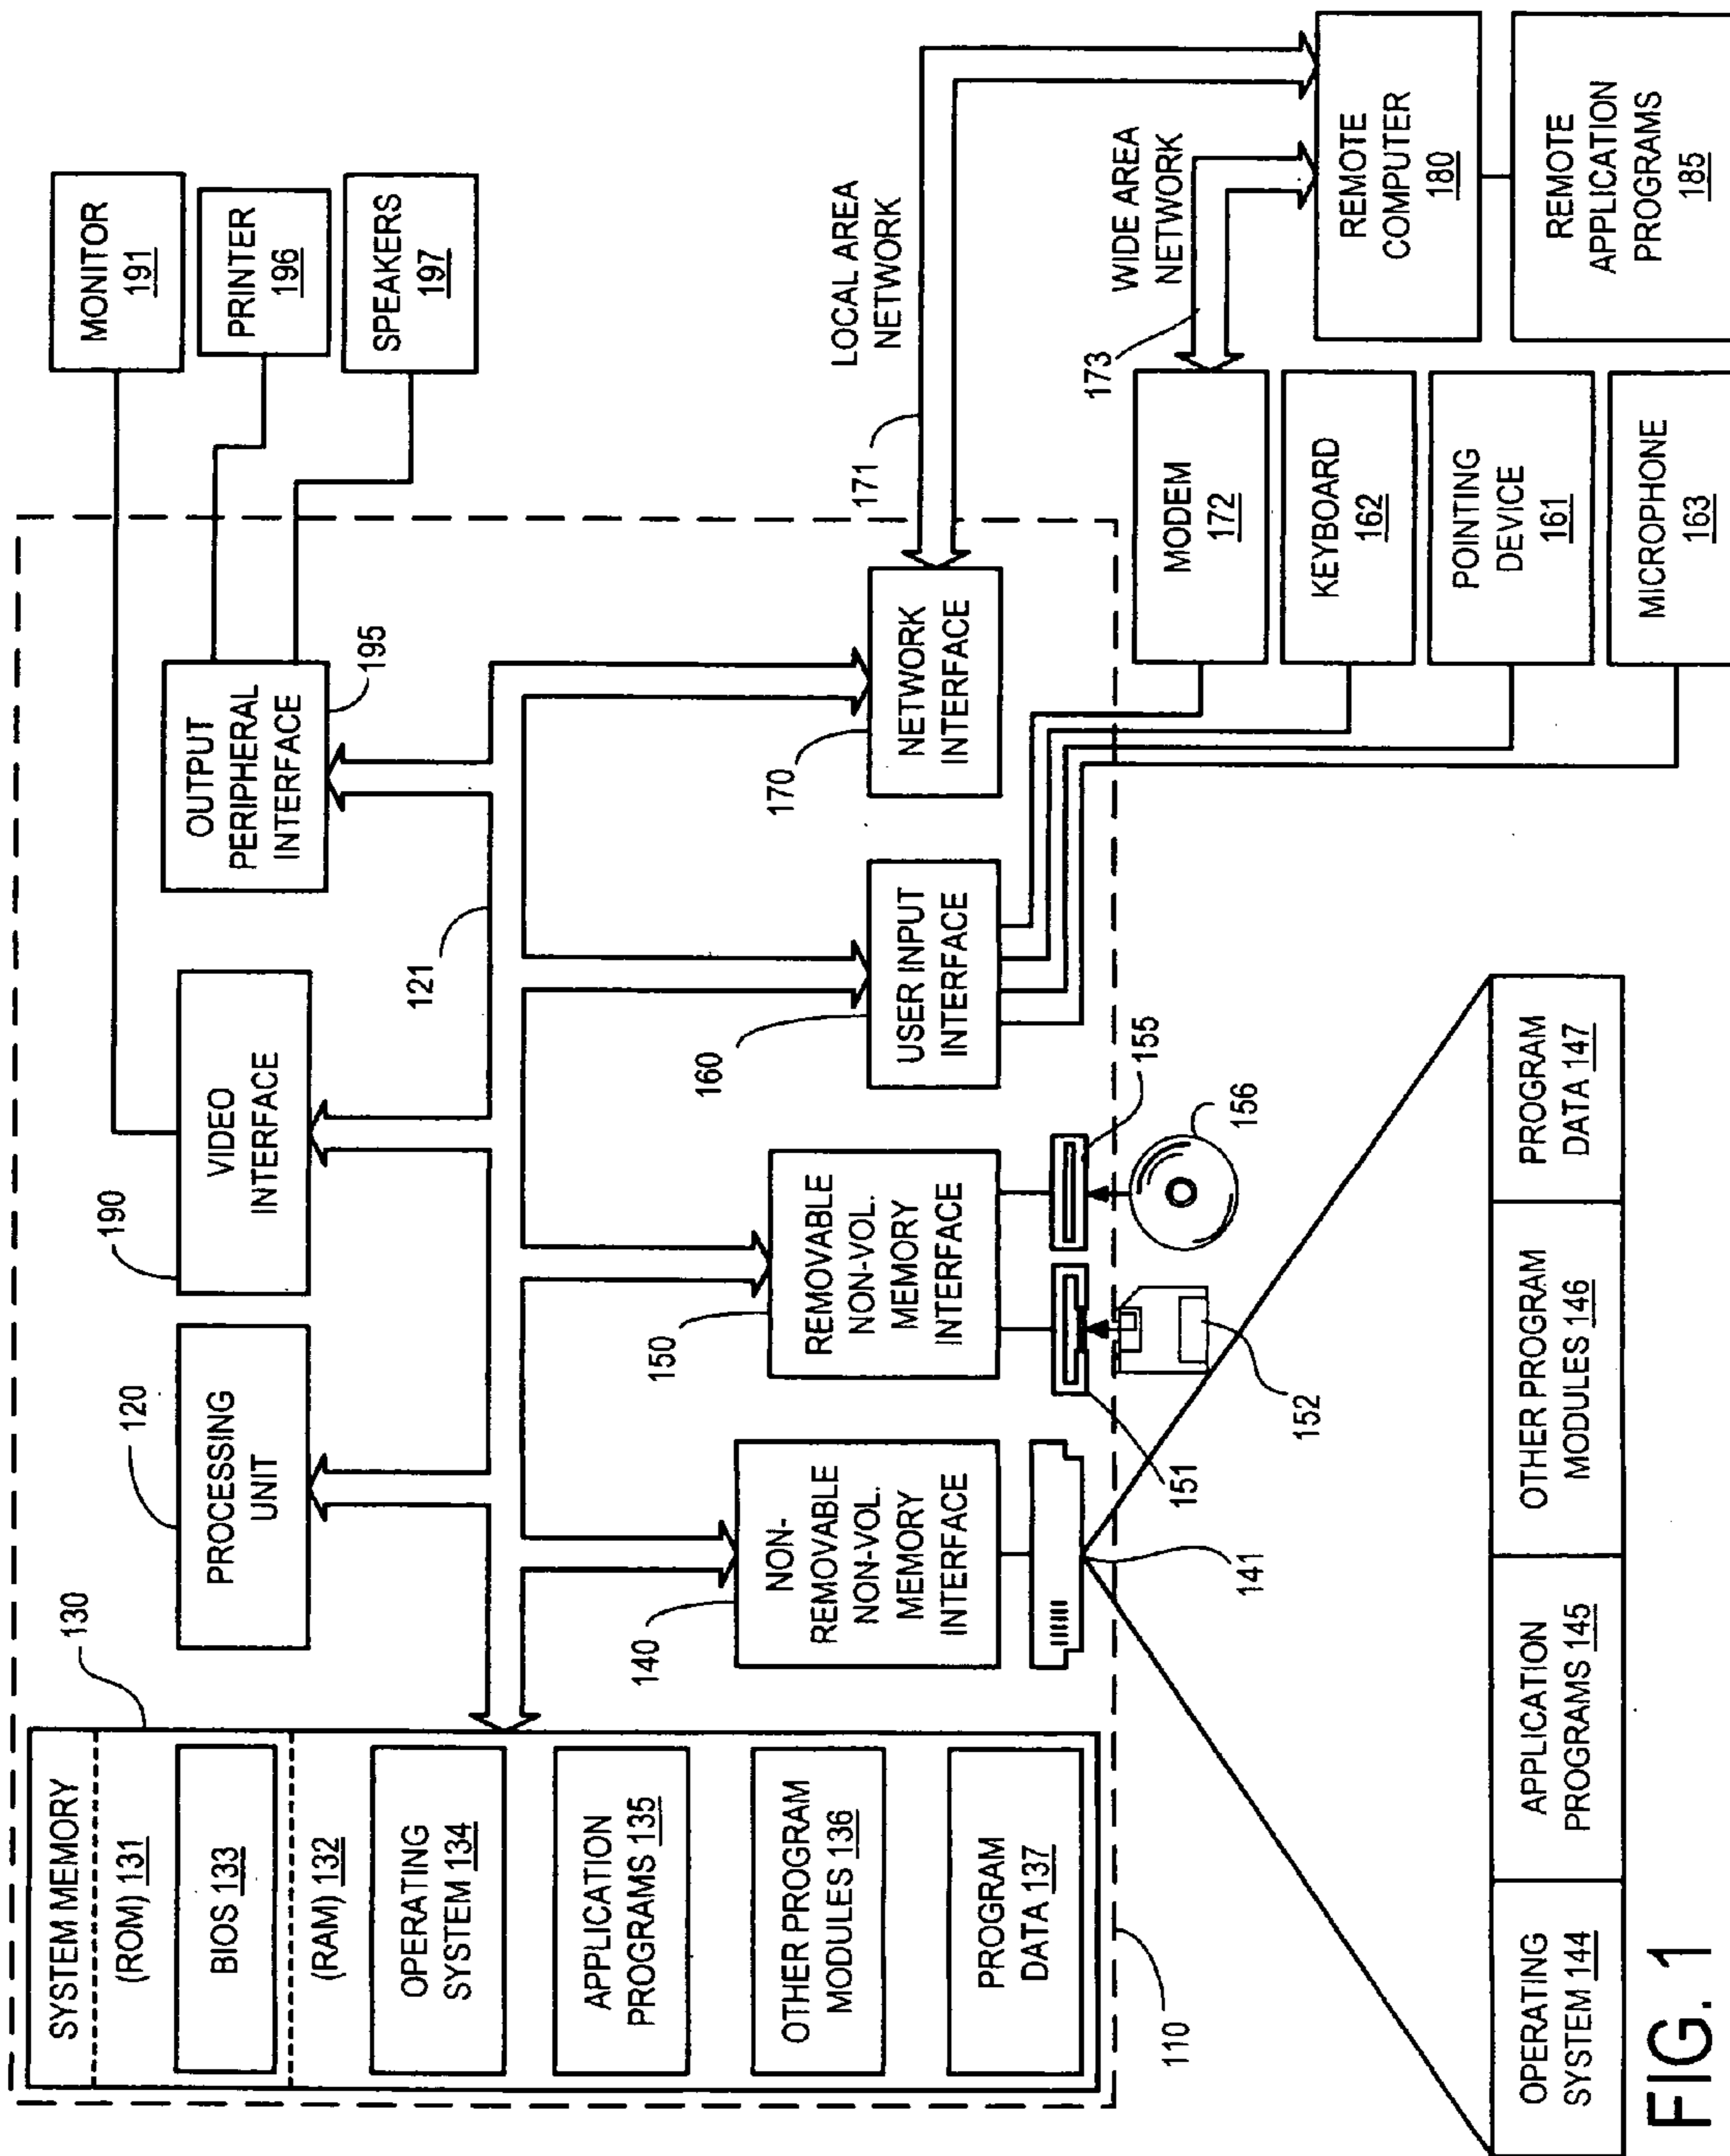 SYSTEM MEMORY
(ROM) 131
BIOS 133
(RAM) 132
OPERATING
SYSTEM 134
APPLICATION
PROGRAMS 135
OTHER PROGRAM
MODULES 136
PROGRAM
DATA 137
130
110
120
PROCESSING
UNIT
190
VIDEO
INTERFACE
121
OUTPUT
PERIPHERAL
INTERFACE
195
MONITOR
191
PRINTER
196
SPEAKERS
197
140
NON-
REMOVABLE
NON-VOL.
MEMORY
INTERFACE
150
REMOVABLE
NON-VOL.
MEMORY
INTERFACE
160
USER INPUT
INTERFACE
170
NETWORK
INTERFACE
171
LOCAL AREA
NETWORK
141
151
152
155
156
173
WIDE AREA
NETWORK
MODEM
172
KEYBOARD
162
POINTING
DEVICE
161
MICROPHONE
163
REMOTE
COMPUTER
180
REMOTE
APPLICATION
PROGRAMS
185
OPERATING
SYSTEM 144
APPLICATION
PROGRAMS 145
OTHER PROGRAM
MODULES 146
PROGRAM
DATA 147
FIG. 1